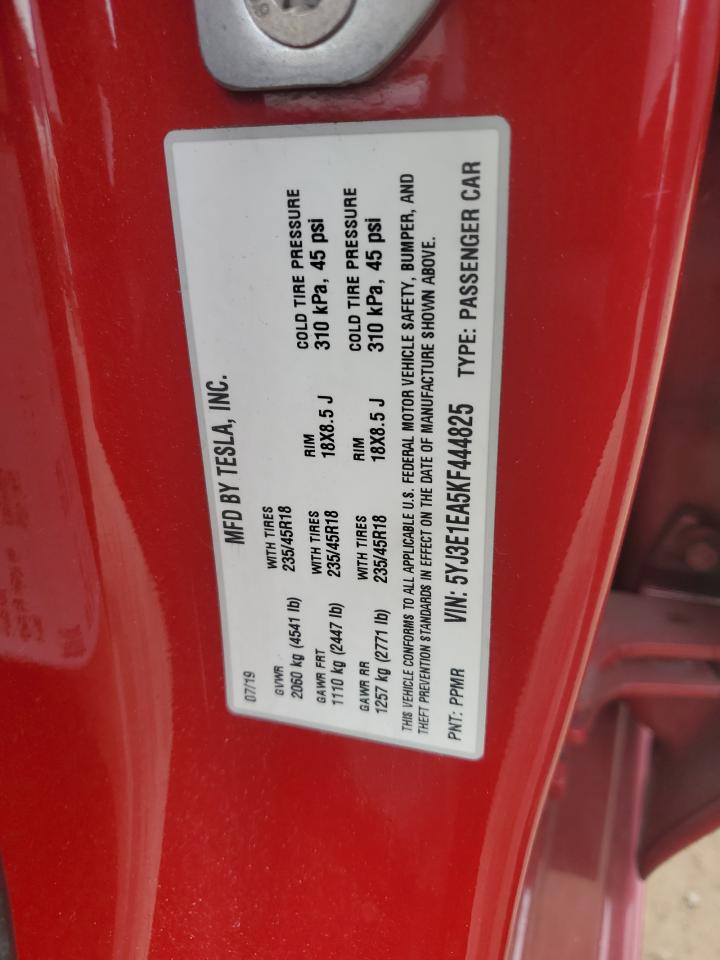 MFD BY TESLA, INC.
07/19
GVWR
2060 kg (4541 lb)
WITH TIRES
235/45R18
GAWR FRT
1110 kg (2447 lb)
WITH TIRES
235/45R18
RIM
18X8.5 J
COLD TIRE PRESSURE
310 kPa, 45 psi
GAWR RR
1257 kg (2771 lb)
WITH TIRES
235/45R18
RIM
18X8.5 J
COLD TIRE PRESSURE
310 kPa, 45 psi
THIS VEHICLE CONFORMS TO ALL APPLICABLE U.S. FEDERAL MOTOR VEHICLE SAFETY, BUMPER, AND
THEFT PREVENTION STANDARDS IN EFFECT ON THE DATE OF MANUFACTURE SHOWN ABOVE.
PNT: PPMR VIN: 5YJ3E1EA5KF444825 TYPE: PASSENGER CAR